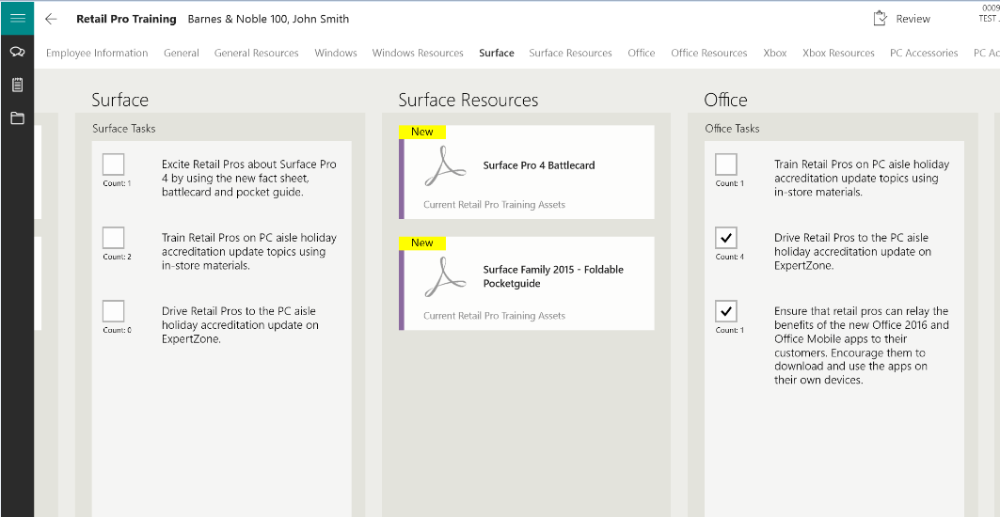 Retail Pro Training Barnes & Noble 100, John Smith
Review
0009
TEST
Employee Information General General Resources Windows Windows Resources Surface Surface Resources Office Office Resources Xbox Xbox Resources PC Accessories PC Ac
Surface
Surface Tasks
Count: 1
Excite Retail Pros about Surface Pro
4 by using the new fact sheet,
battlecard and pocket guide.
Count: 2
Train Retail Pros on PC aisle holiday
accreditation update topics using
in-store materials.
Count: 0
Drive Retail Pros to the PC aisle
holiday accreditation update on
ExpertZone.
Surface Resources
New
Surface Pro 4 Battlecard
Current Retail Pro Training Assets
New
Surface Family 2015 - Foldable
Pocketguide
Current Retail Pro Training Assets
Office
Office Tasks
Count: 1
Train Retail Pros on PC aisle holiday
accreditation update topics using
in-store materials.
Count: 4
Drive Retail Pros to the PC aisle
holiday accreditation update on
ExpertZone.
Count: 1
Ensure that retail pros can relay the
benefits of the new Office 2016 and
Office Mobile apps to their
customers. Encourage them to
download and use the apps on
their own devices.